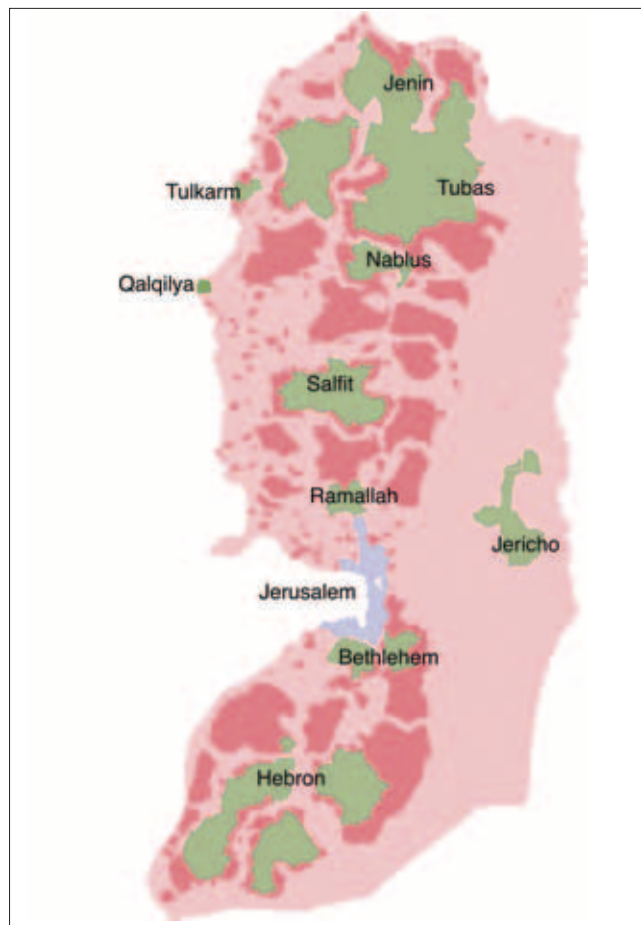 Jenin
Tubas
Tulkarm
Nablus
Qalqilya
Salfit
Ramallah
Jericho
Jerusalem
Bethlehem
Hebron